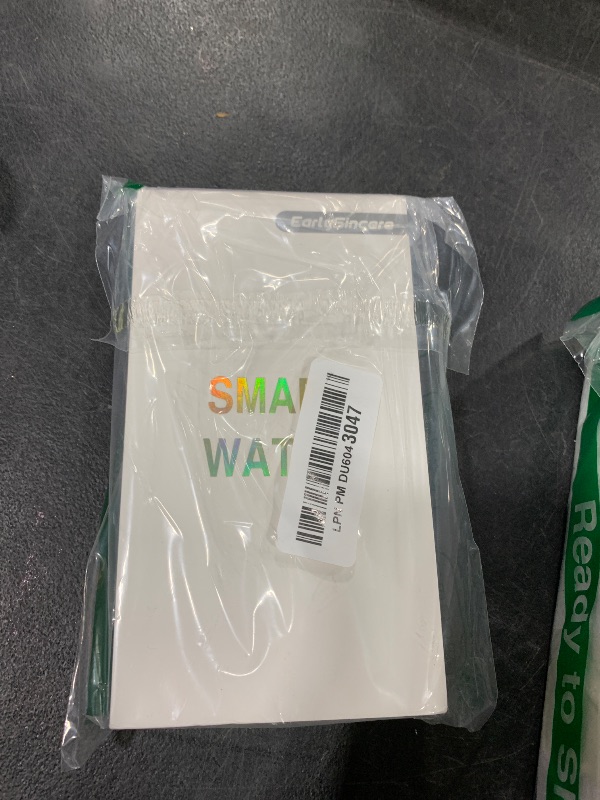 EarlySincere
SMA
WAT
LPN PM DU604 3047
Ready to S